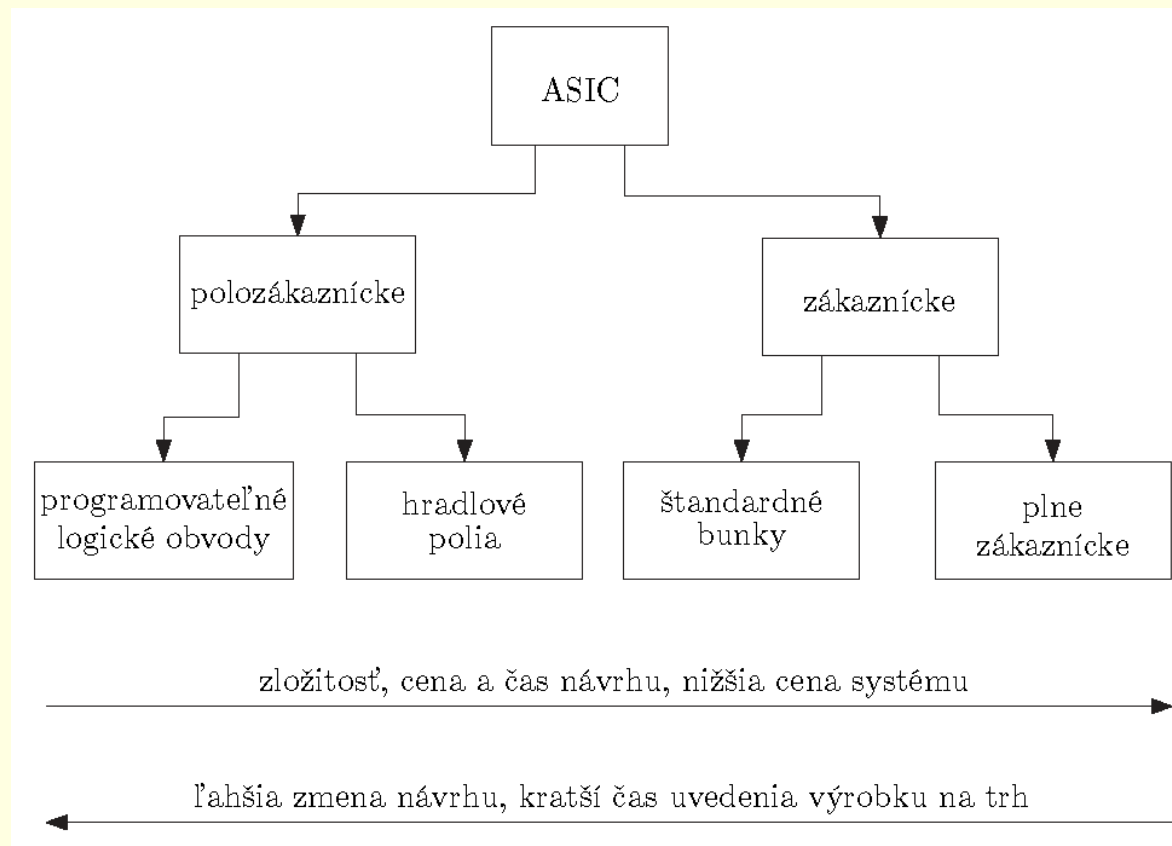 ASIC
polozákaznícke
zákaznícke
programovateľné
logické obvody
hradlové
polia
štandardné
bunky
plne
zákaznícke
zložitosť, cena a čas návrhu, nižšia cena systému
ľahšia zmena návrhu, kratší čas uvedenia výrobku na trh